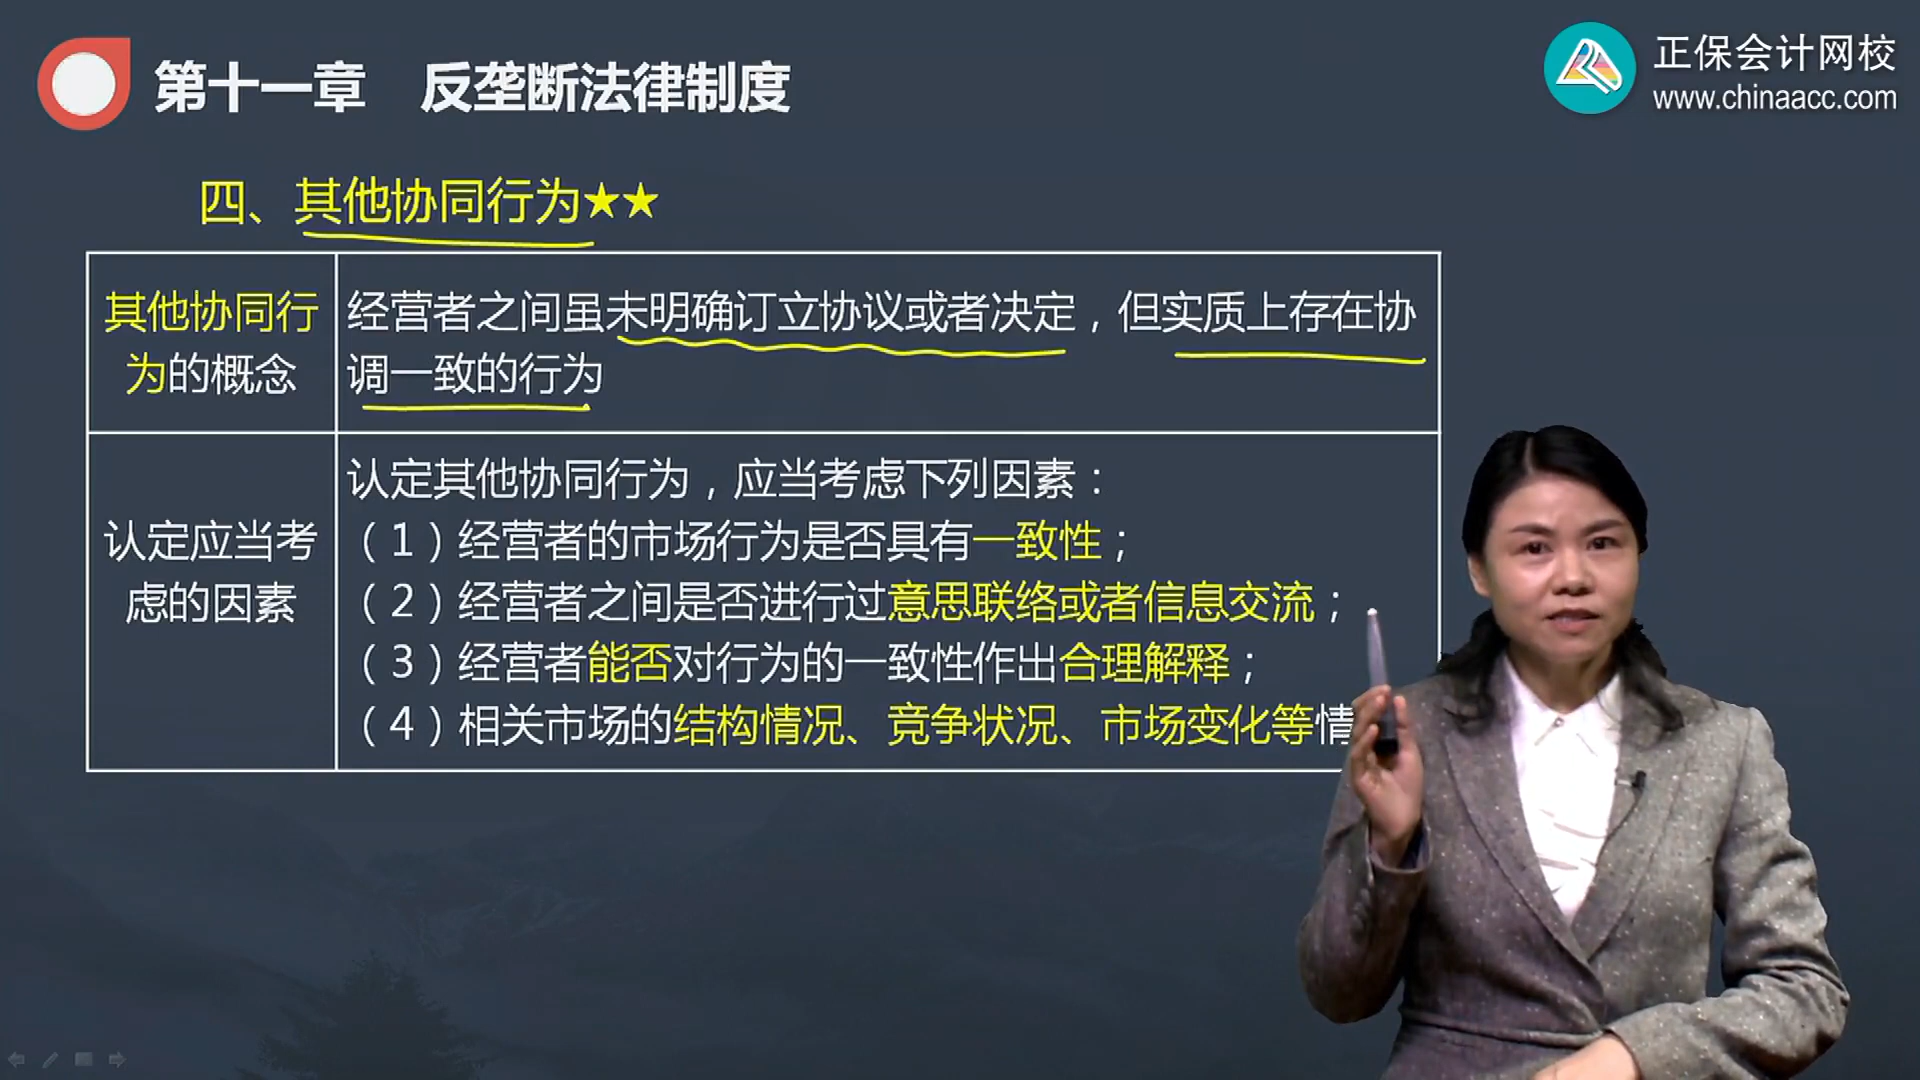 第十一章 反垄断法律制度
正保会计网校
www.chinaacc.com
四、其他协同行为★★
其他协同行
为的概念
经营者之间虽未明确订立协议或者决定，但实质上存在协
调一致的行为
认定应当考
虑的因素
认定其他协同行为，应当考虑下列因素：
（1）经营者的市场行为是否具有一致性；
（2）经营者之间是否进行过意思联络或者信息交流；
（3）经营者能否对行为的一致性作出合理解释；
（4）相关市场的结构情况、竞争状况、市场变化等情